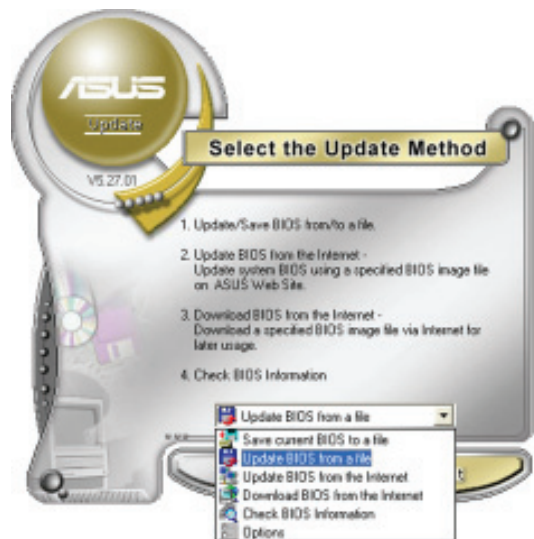 ASUS
Update
V5.27.01
Select the Update Method
1. Update/Save BIOS from/to a file.
2. Update BIOS from the Internet -
Update system BIOS using a specified BIOS image file
on ASUS Web Site.
3. Download BIOS from the Internet -
Download a specified BIOS image file via Internet for
later usage.
4. Check BIOS Information
Update BIOS from a file
Save current BIOS to a file
Update BIOS from a file
Update BIOS from the Internet
Download BIOS from the Internet
Check BIOS Information
Options